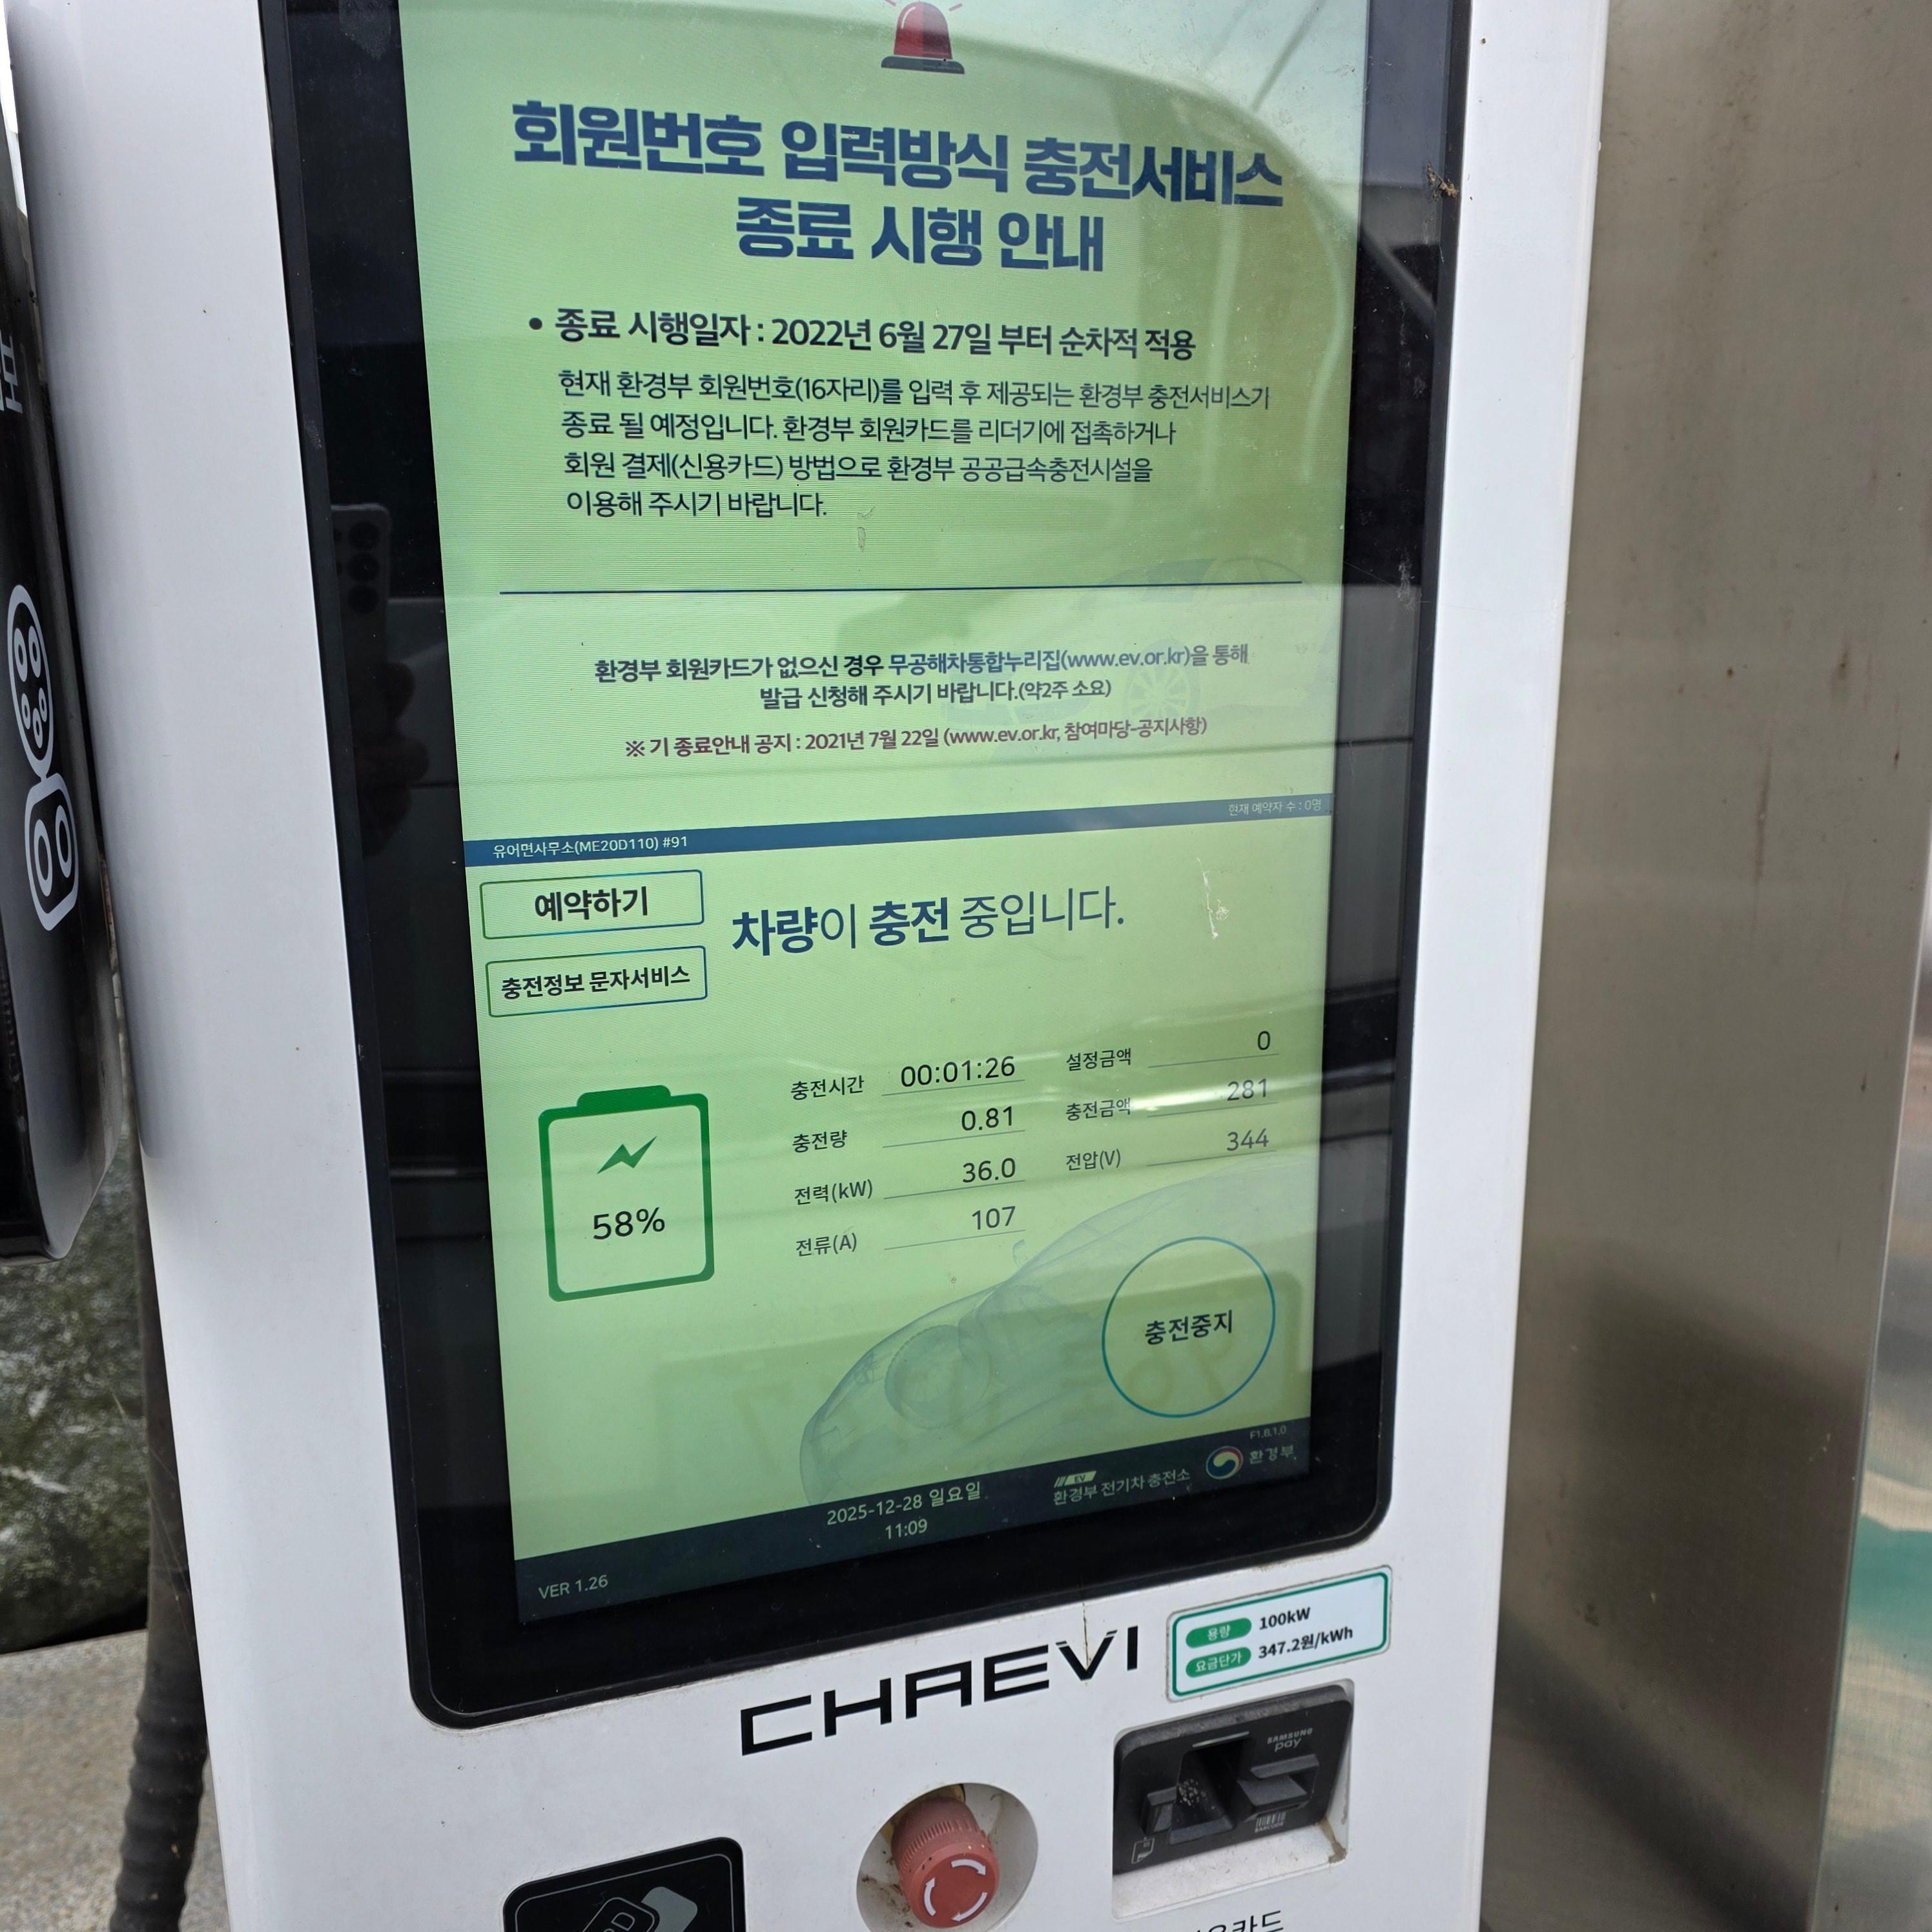 회원번호 입력방식 충전서비스
종료 시행 안내
• 종료 시행일자 : 2022년 6월 27일 부터 순차적 적용
현재 환경부 회원번호(16자리)를 입력 후 제공되는 환경부 충전서비스가
종료 될 예정입니다. 환경부 회원카드를 리더기에 접촉하거나
회원 결제(신용카드) 방법으로 환경부 공공급속충전시설을
이용해 주시기 바랍니다.
환경부 회원카드가 없으신 경우 무공해차통합누리집(www.ev.or.kr)을 통해
발급 신청해 주시기 바랍니다.(약2주 소요)
※ 기 종료안내 공지 : 2021년 7월 22일 (www.ev.or.kr, 참여마당-공지사항)
유어면사무소(ME20D110) #91
현재 예약자 수 : 0명
예약하기
차량이 충전 중입니다.
충전정보 문자서비스
충전시간 00:01:26 설정금액 0
충전량 0.81 충전금액 281
전력(kW) 36.0 전압(V) 344
전류(A) 107
58%
충전중지
F1.8.1.0
2025-12-28 일요일
11:09
EV
환경부 전기차 충전소
환경부
VER 1.26
CHAEVI
용량 100kW
요금단가 347.2원/kWh
SAMSUNG
pay
BARCODE